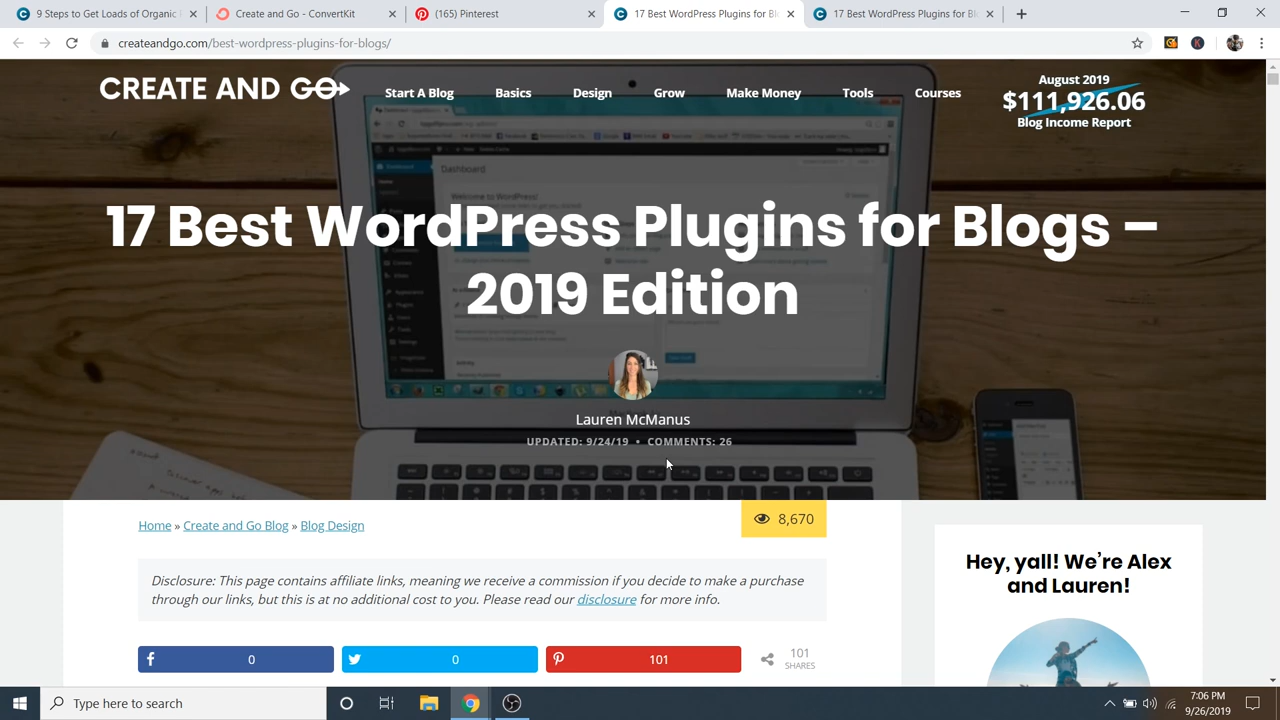 9 Steps to Get Loads of Organic
Create and Go - ConvertKit
(165) Pinterest
17 Best WordPress Plugins for Bl
17 Best WordPress Plugins for Bl
createandgo.com/best-wordpress-plugins-for-blogs/
CREATE AND GO
Start A Blog
Basics
Design
Grow
Make Money
Tools
Courses
August 2019
$111,926.06
Blog Income Report
Dashboard
17 Best WordPress Plugins for Blogs –
2019 Edition
Lauren McManus
UPDATED: 9/24/19 • COMMENTS: 26
Home » Create and Go Blog » Blog Design
8,670
Disclosure: This page contains affiliate links, meaning we receive a commission if you decide to make a purchase
through our links, but this is at no additional cost to you. Please read our disclosure for more info.
0
0
101
101
SHARES
Hey, yall! We’re Alex
and Lauren!
Type here to search
7:06 PM
9/26/2019